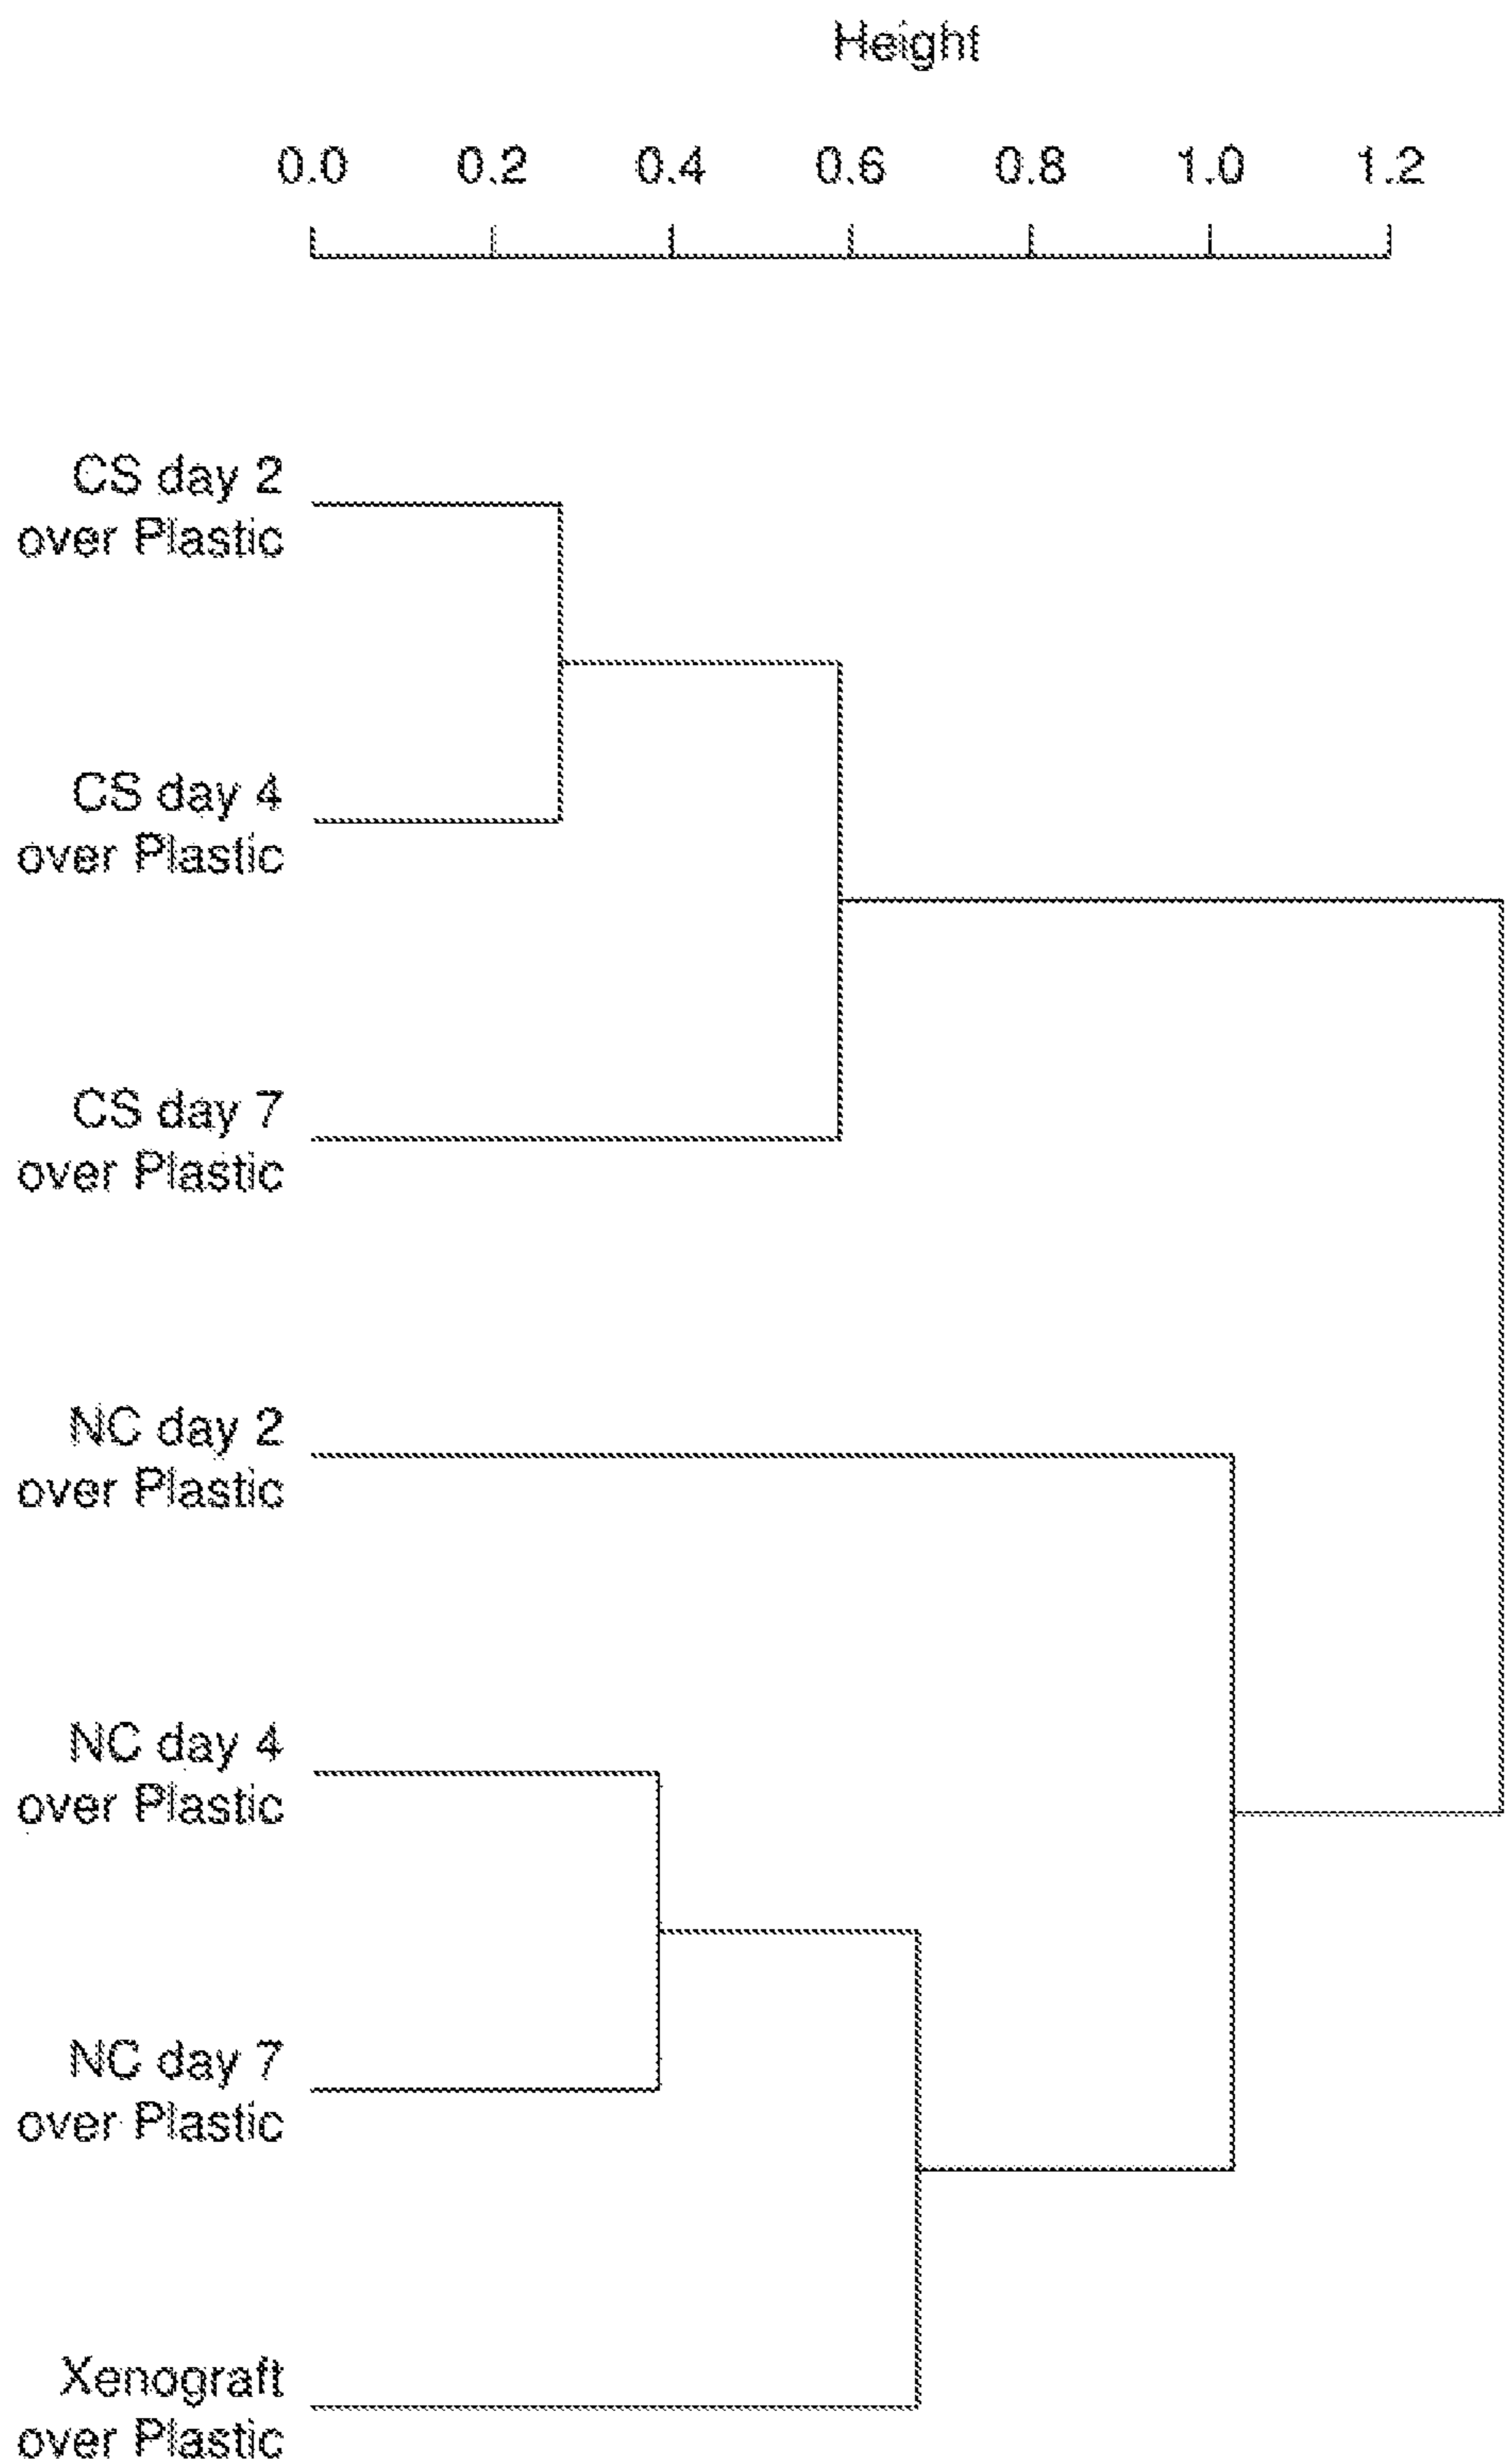 Height
0.0 0.2 0.4 0.6 0.8 1.0 1.2
CS day 2
over Plastic
CS day 4
over Plastic
CS day 7
over Plastic
NC day 2
over Plastic
NC day 4
over Plastic
NC day 7
over Plastic
Xenograft
over Plastic